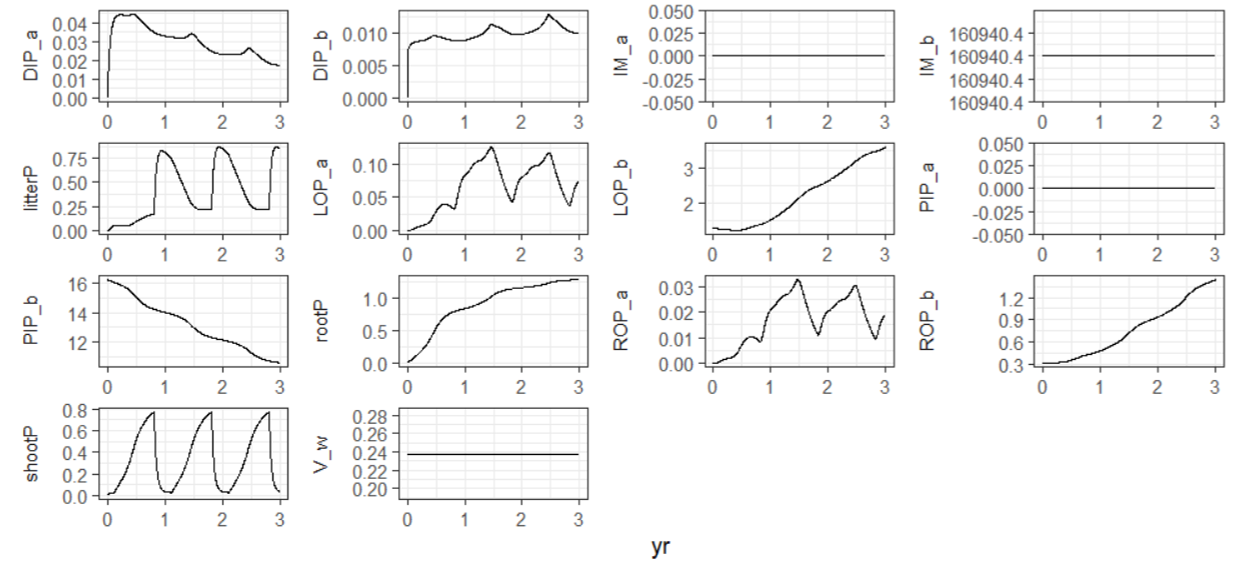 DIP_a
0.04
0.03
0.02
0.01
0.00
0 1 2 3
DIP_b
0.010
0.005
0.000
0 1 2 3
IM_a
0.050
0.025
0.000
-0.025
-0.050
0 1 2 3
IM_b
160940.4
160940.4
160940.4
160940.4
0 1 2 3
litterP
0.75
0.50
0.25
0.00
0 1 2 3
LOP_a
0.10
0.05
0.00
0 1 2 3
LOP_b
3
2
0 1 2 3
PIP_a
0.050
0.025
0.000
-0.025
-0.050
0 1 2 3
PIP_b
16
14
12
0 1 2 3
rootP
1.0
0.5
0.0
0 1 2 3
ROP_a
0.03
0.02
0.01
0.00
0 1 2 3
ROP_b
1.2
0.9
0.6
0.3
0 1 2 3
shootP
0.8
0.6
0.4
0.2
0.0
0 1 2 3
V_w
0.28
0.26
0.24
0.22
0.20
0 1 2 3
yr